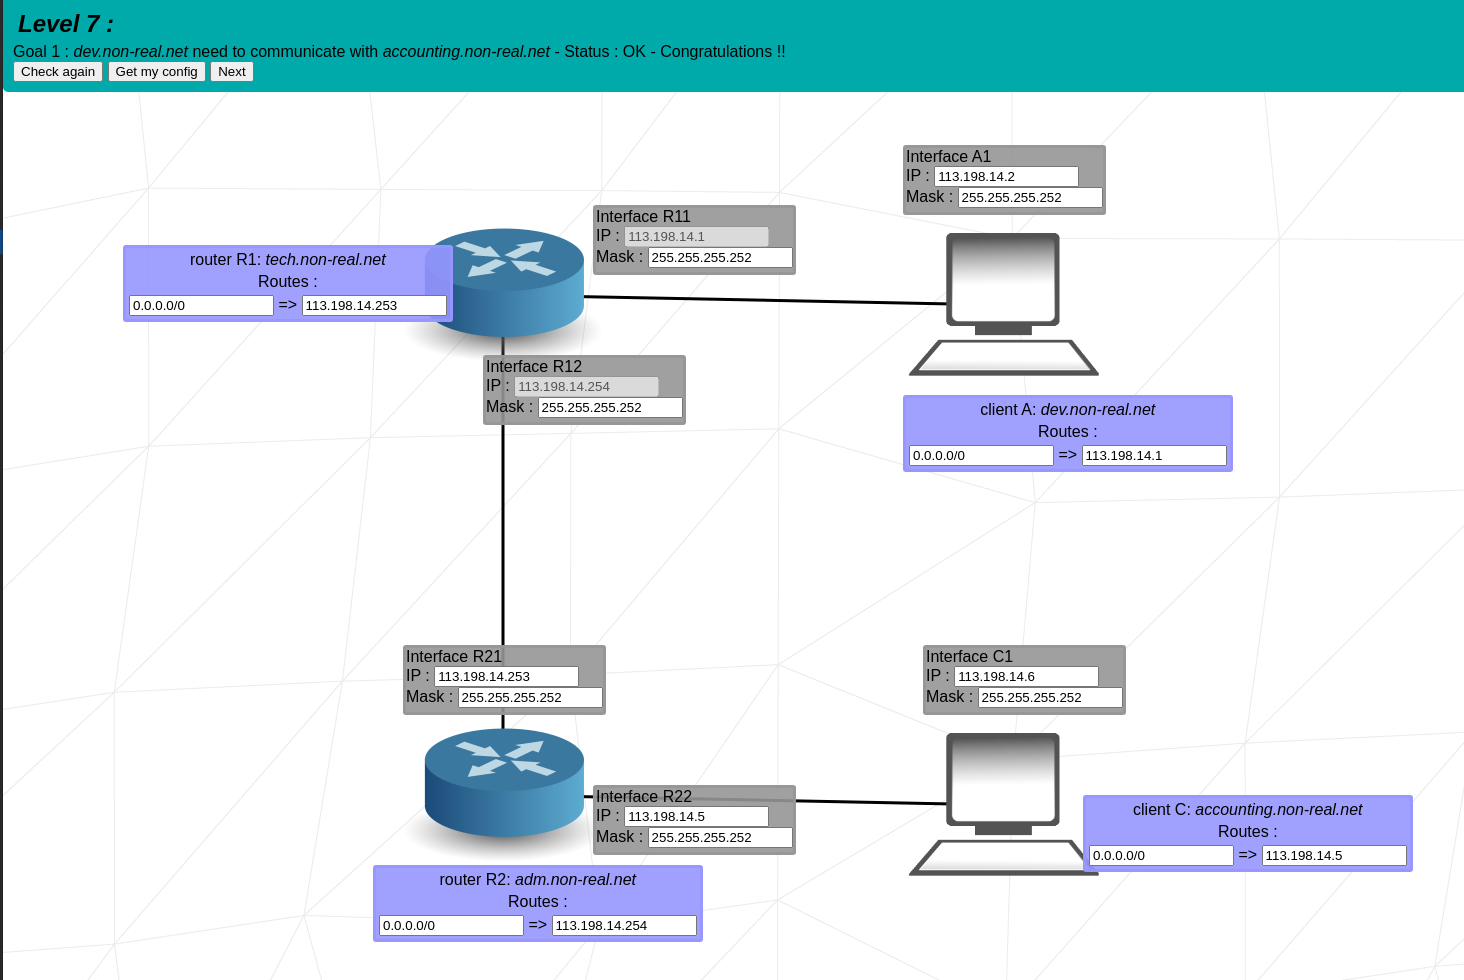 Level 7 :
Goal 1 : dev.non-real.net need to communicate with accounting.non-real.net - Status : OK - Congratulations !!
Check again Get my config Next
Interface A1
IP : 113.198.14.2
Mask : 255.255.255.252
Interface R11
IP : 113.198.14.1
Mask : 255.255.255.252
router R1: tech.non-real.net
Routes :
0.0.0.0/0 => 113.198.14.253
Interface R12
IP : 113.198.14.254
Mask : 255.255.255.252
client A: dev.non-real.net
Routes :
0.0.0.0/0 => 113.198.14.1
Interface R21
IP : 113.198.14.253
Mask : 255.255.255.252
Interface C1
IP : 113.198.14.6
Mask : 255.255.255.252
Interface R22
IP : 113.198.14.5
Mask : 255.255.255.252
client C: accounting.non-real.net
Routes :
0.0.0.0/0 => 113.198.14.5
router R2: adm.non-real.net
Routes :
0.0.0.0/0 => 113.198.14.254